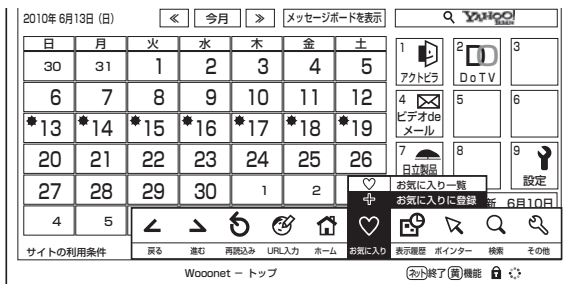 2010年 6月13日（日） ≪ 今月 ≫ メッセージボードを表示 YAHOO! JAPAN
日 月 火 水 木 金 土
30 31 1 2 3 4 5
6 7 8 9 10 11 12
13 14 15 16 17 18 19
20 21 22 23 24 25 26
27 28 29 30 1 2
4 5
1 アクトビラ
2 DoTV
3
4 ビデオde
メール
5
6
7 日立製品
8
9 設定
お気に入り一覧
お気に入りに登録
新 6月10日
サイトの利用条件
戻る 進む 再読込み URL入力 ホーム お気に入り 表示履歴 ポインター 検索 その他
Wooonet － トップ
ネット終了 黄機能